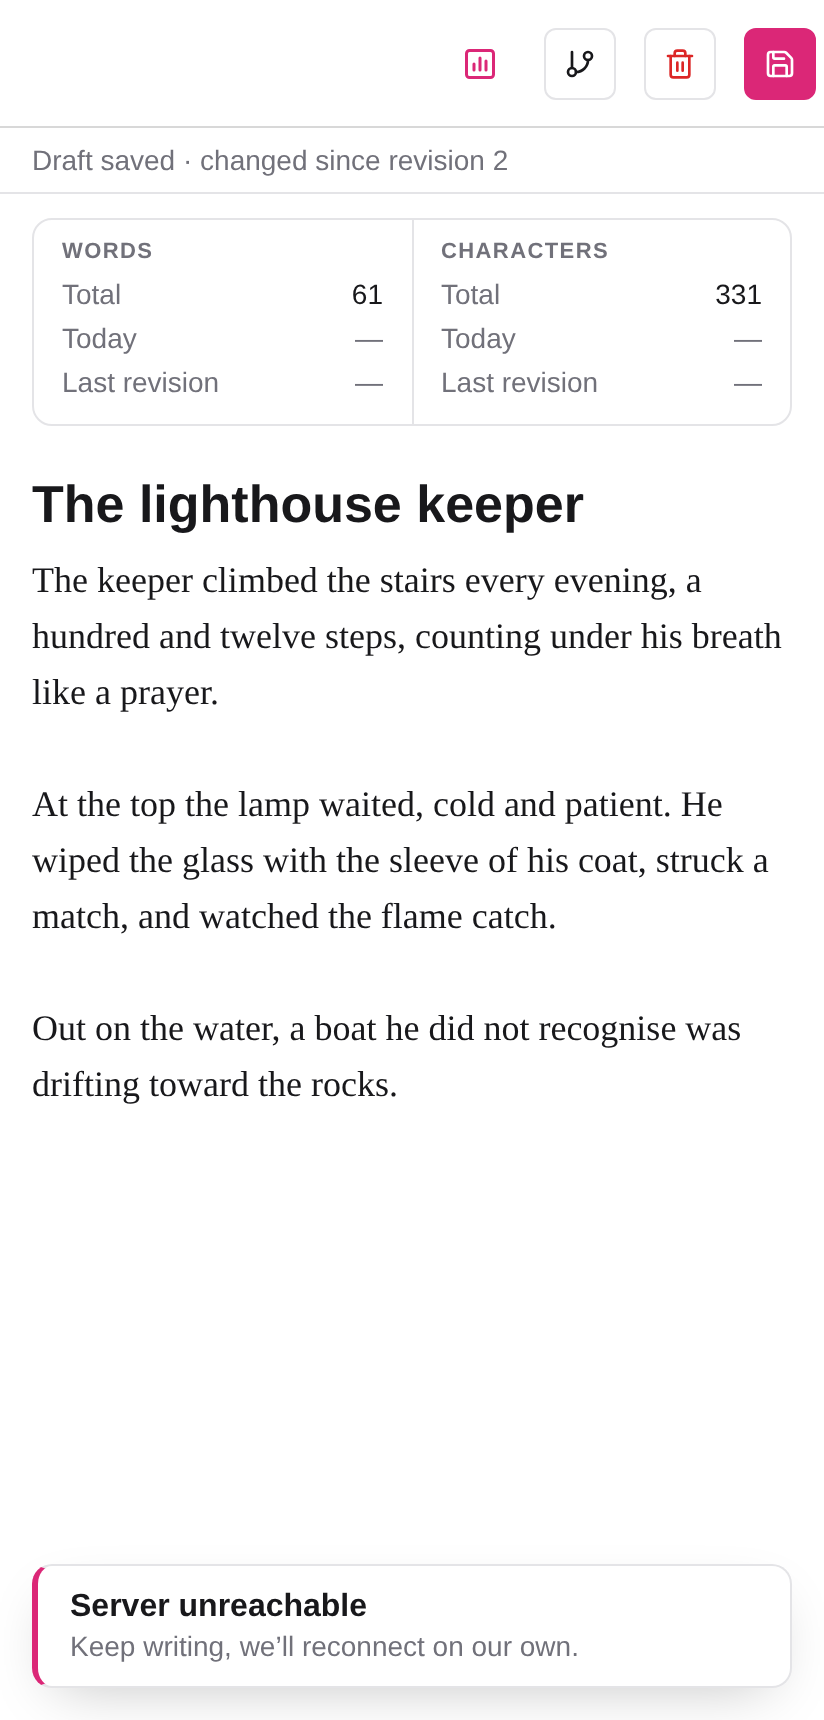 Draft saved · changed since revision 2
WORDS
Total 61
Today —
Last revision —
CHARACTERS
Total 331
Today —
Last revision —
The lighthouse keeper
The keeper climbed the stairs every evening, a
hundred and twelve steps, counting under his breath
like a prayer.
At the top the lamp waited, cold and patient. He
wiped the glass with the sleeve of his coat, struck a
match, and watched the flame catch.
Out on the water, a boat he did not recognise was
drifting toward the rocks.
Server unreachable
Keep writing, we’ll reconnect on our own.